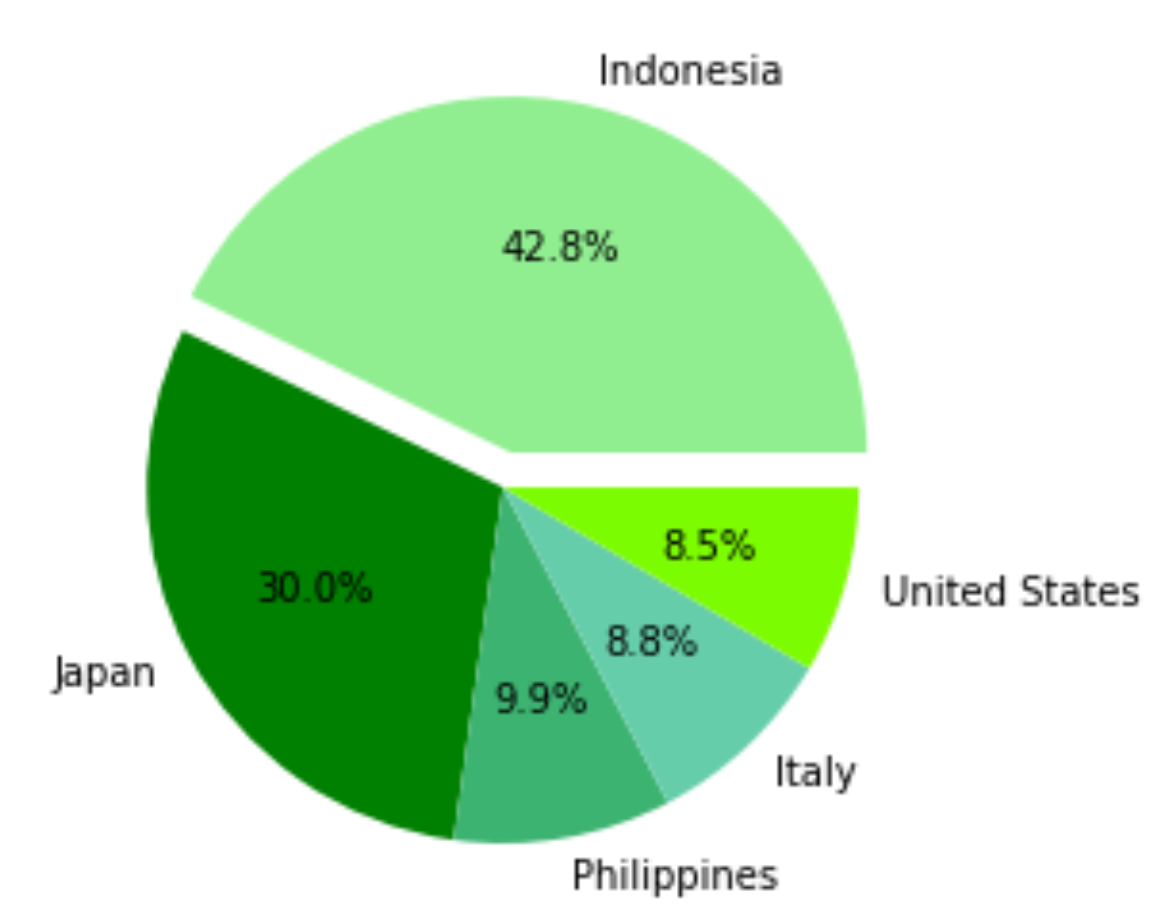 Indonesia
42.8%
30.0%
8.5%
United States
8.8%
Japan
9.9%
Italy
Philippines